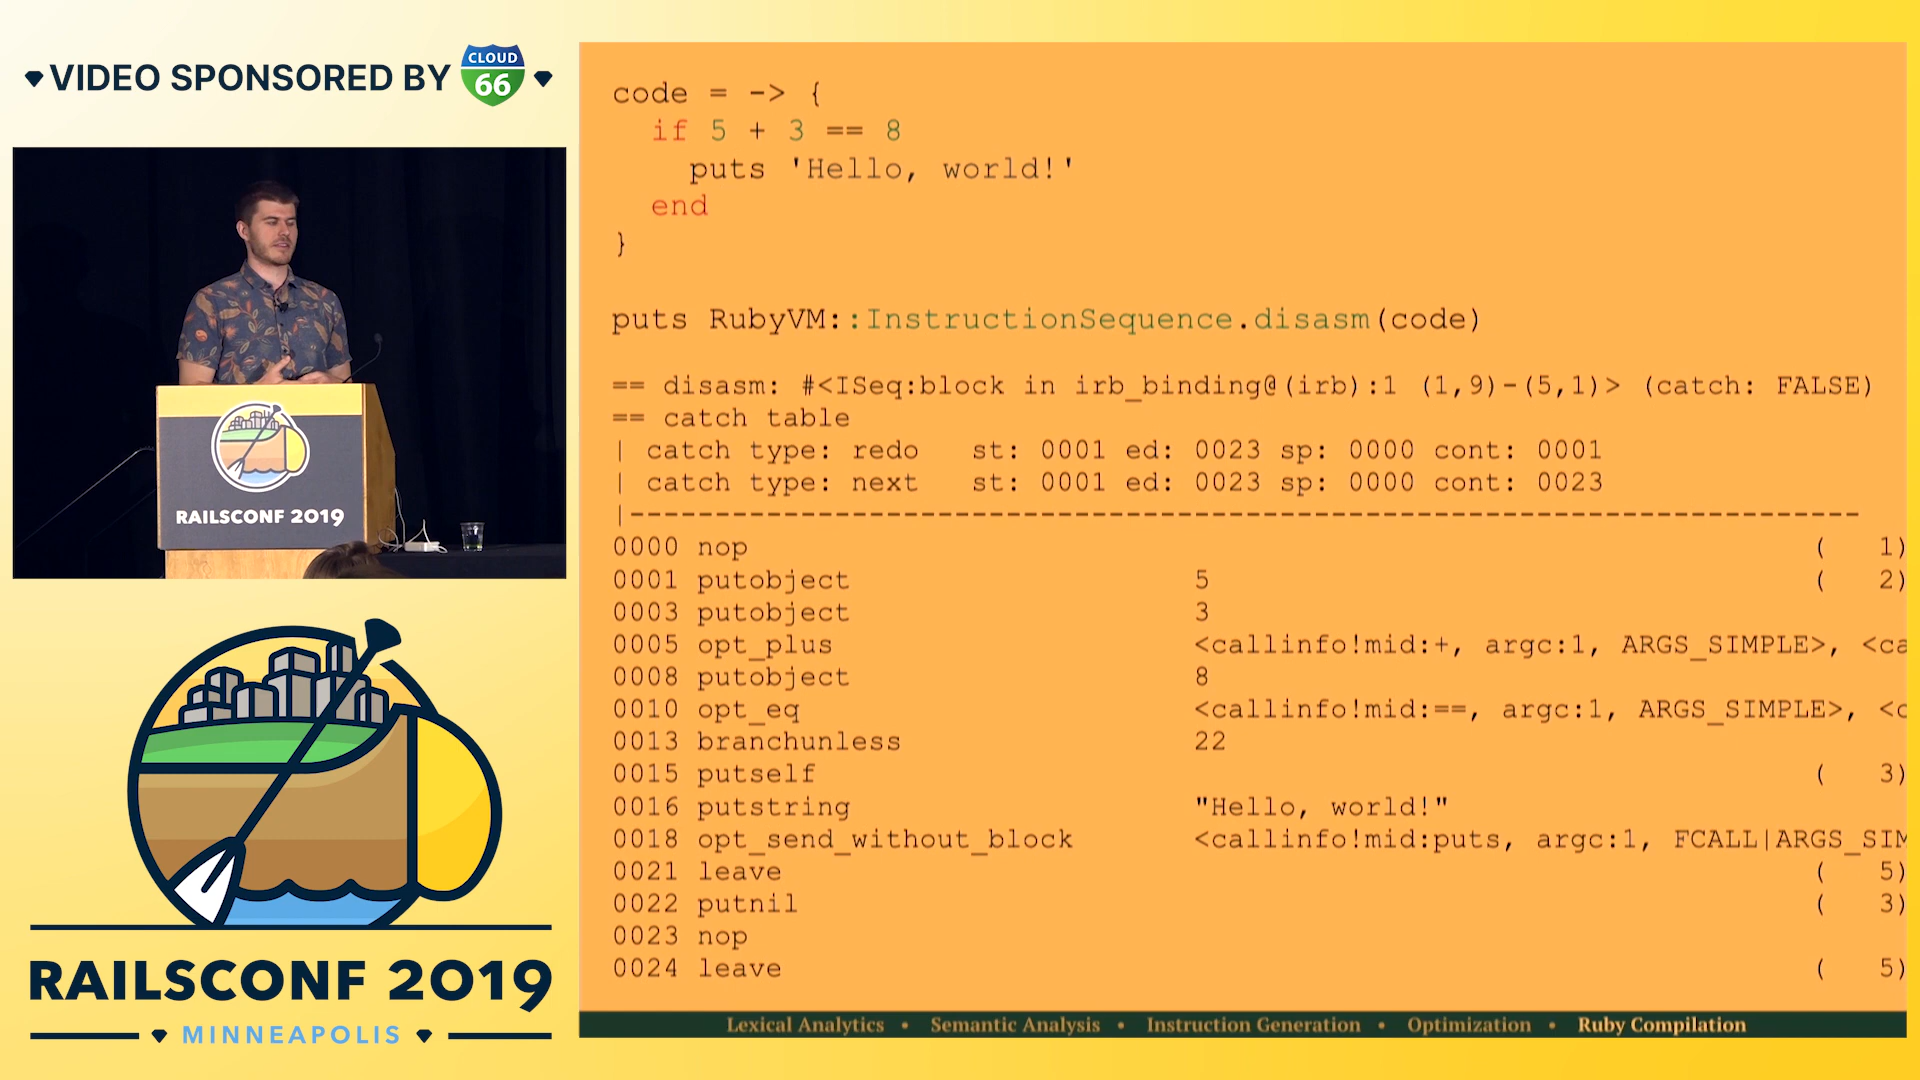 VIDEO SPONSORED BY CLOUD 66
RAILSCONF 2019
RAILSCONF 2019
MINNEAPOLIS
code = -> {
  if 5 + 3 == 8
    puts 'Hello, world!'
  end
}
puts RubyVM::InstructionSequence.disasm(code)
== disasm: #<ISeq:block in irb_binding@(irb):1 (1,9)-(5,1)> (catch: FALSE)
== catch table
| catch type: redo   st: 0001 ed: 0023 sp: 0000 cont: 0001
| catch type: next   st: 0001 ed: 0023 sp: 0000 cont: 0023
|------------------------------------------------------------------------
0000 nop ( 1)
0001 putobject 5 ( 2)
0003 putobject 3
0005 opt_plus <callinfo!mid:+, argc:1, ARGS_SIMPLE>, <ca
0008 putobject 8
0010 opt_eq <callinfo!mid:==, argc:1, ARGS_SIMPLE>, <c
0013 branchunless 22
0015 putself ( 3)
0016 putstring "Hello, world!"
0018 opt_send_without_block <callinfo!mid:puts, argc:1, FCALL|ARGS_SIM
0021 leave ( 5)
0022 putnil ( 3)
0023 nop
0024 leave ( 5)
Lexical Analytics • Semantic Analysis • Instruction Generation • Optimization • Ruby Compilation